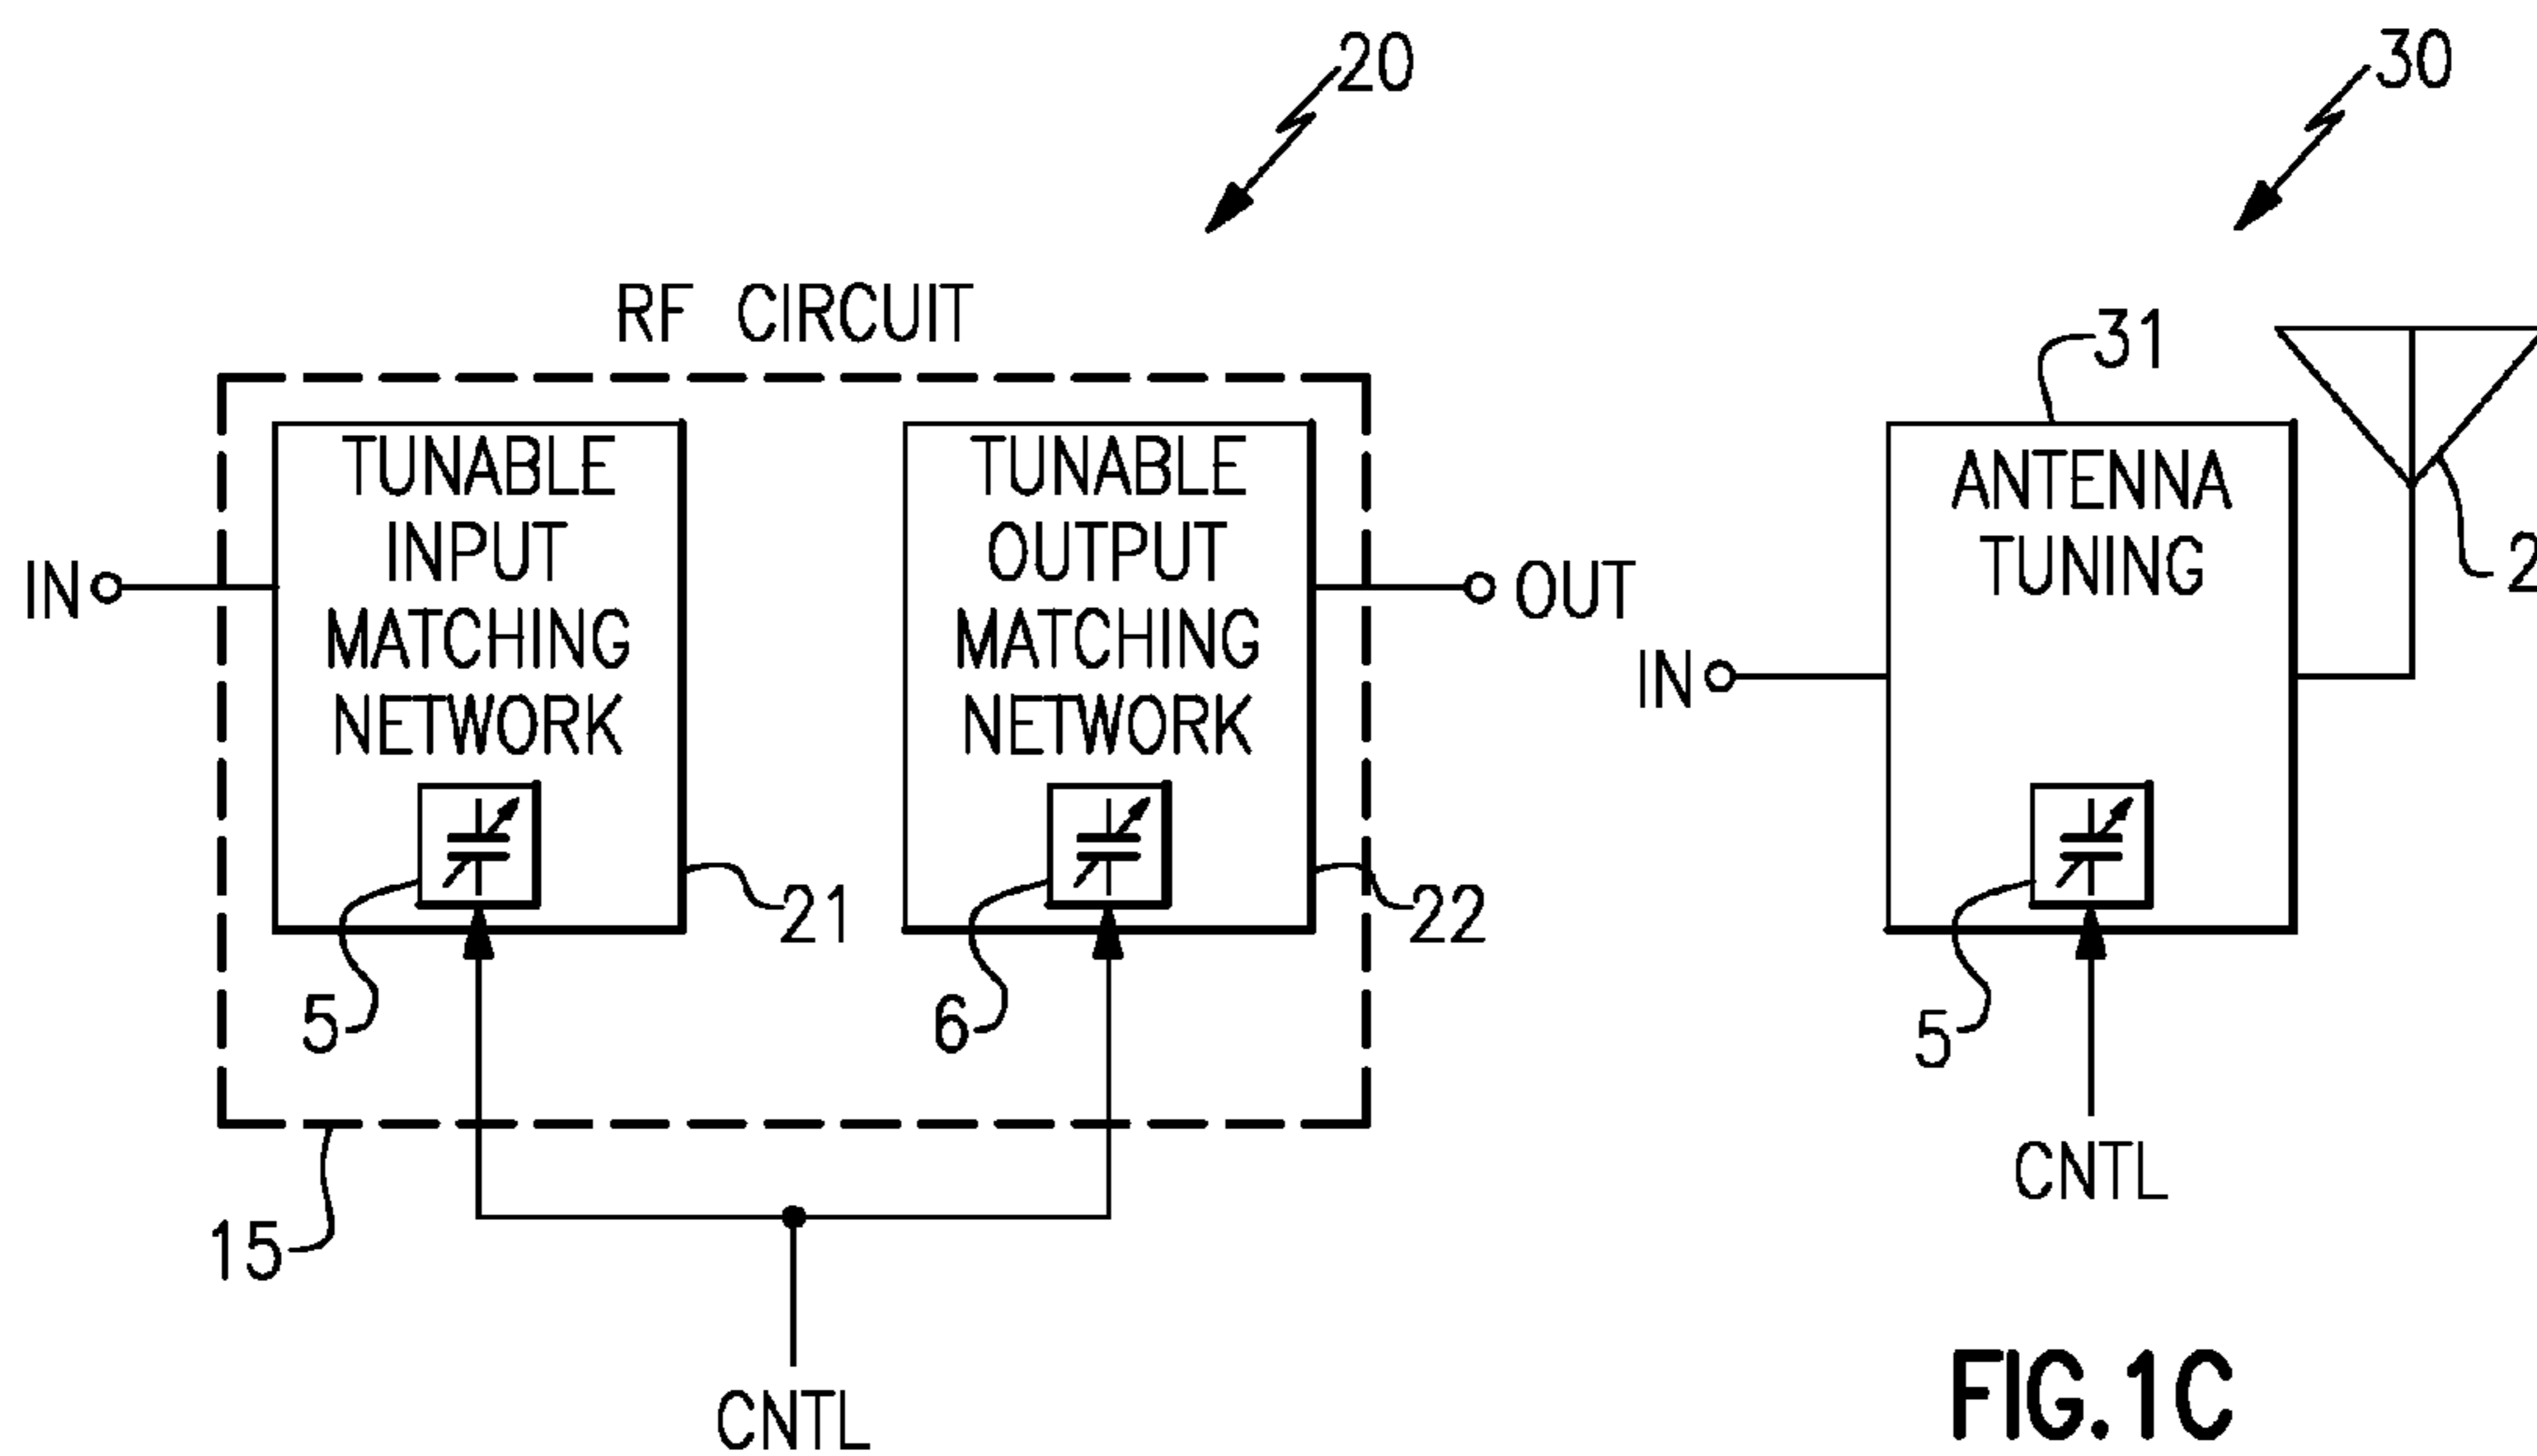 20
30
RF CIRCUIT
31
TUNABLE
INPUT
MATCHING
NETWORK
TUNABLE
OUTPUT
MATCHING
NETWORK
ANTENNA
TUNING
IN
OUT
IN
2
5
21
6
22
5
15
CNTL
CNTL
FIG.1C